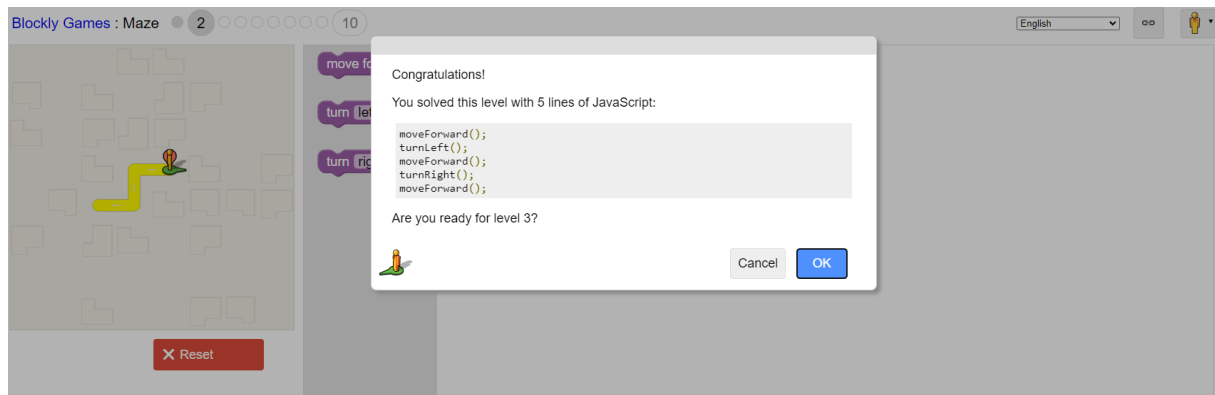 Blockly Games : Maze 2 10
English
move fo
turn lef
turn rig
Congratulations!
You solved this level with 5 lines of JavaScript:
moveForward();
turnLeft();
moveForward();
turnRight();
moveForward();
Are you ready for level 3?
Cancel OK
Reset